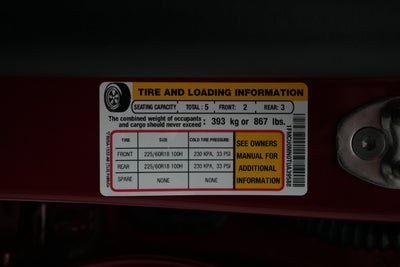 TIRE AND LOADING INFORMATION
SEATING CAPACITY TOTAL: 5 FRONT: 2 REAR: 3
The combined weight of occupants
and cargo should never exceed: 393 kg or 867 lbs.
TIRE SIZE COLD TIRE PRESSURE
FRONT 225/60R18 100H 230 KPA, 33 PSI
REAR 225/60R18 100H 230 KPA, 33 PSI
SPARE NONE NONE
SEE OWNERS
MANUAL FOR
ADDITIONAL
INFORMATION